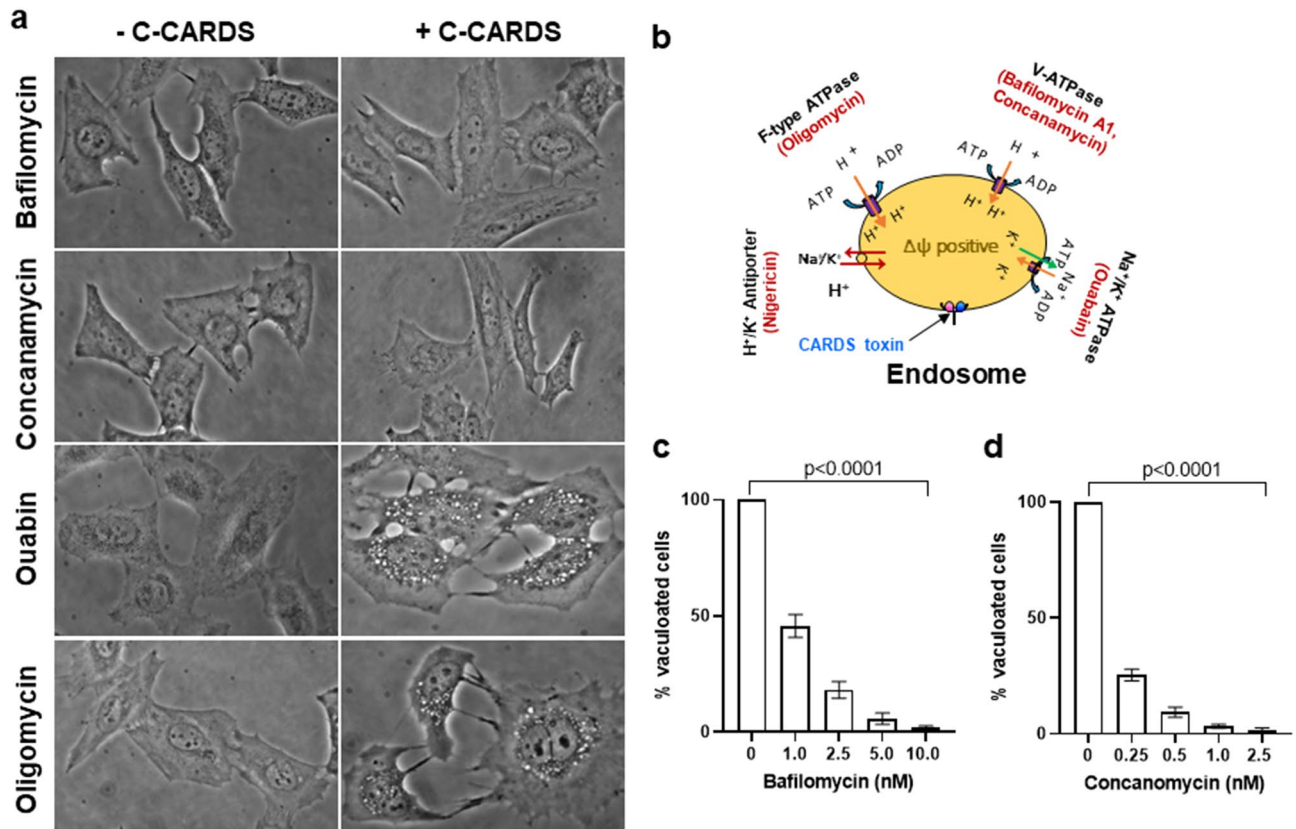 a
- C-CARDS
+ C-CARDS
Bafilomycin
Concanamycin
Ouabin
Oligomycin
b
F-type ATPase
(Oligomycin)
V-ATPase
(Bafilomycin A1,
Concanamycin)
H +
ADP
ATP
H⁺
H⁺
ATP
H +
ADP
H⁺ H⁺
Δψ positive
Na⁺/K⁺
H⁺
H⁺/K⁺ Antiporter
(Nigericin)
K⁺
K⁺
ATP
Na⁺
ADP
Na⁺/K⁺ ATPase
(Ouabain)
CARDS toxin
Endosome
c
p<0.0001
% vaculoated cells
100
50
0
0 1.0 2.5 5.0 10.0
Bafilomycin (nM)
d
p<0.0001
% vaculoated cells
100
50
0
0 0.25 0.5 1.0 2.5
Concanomycin (nM)